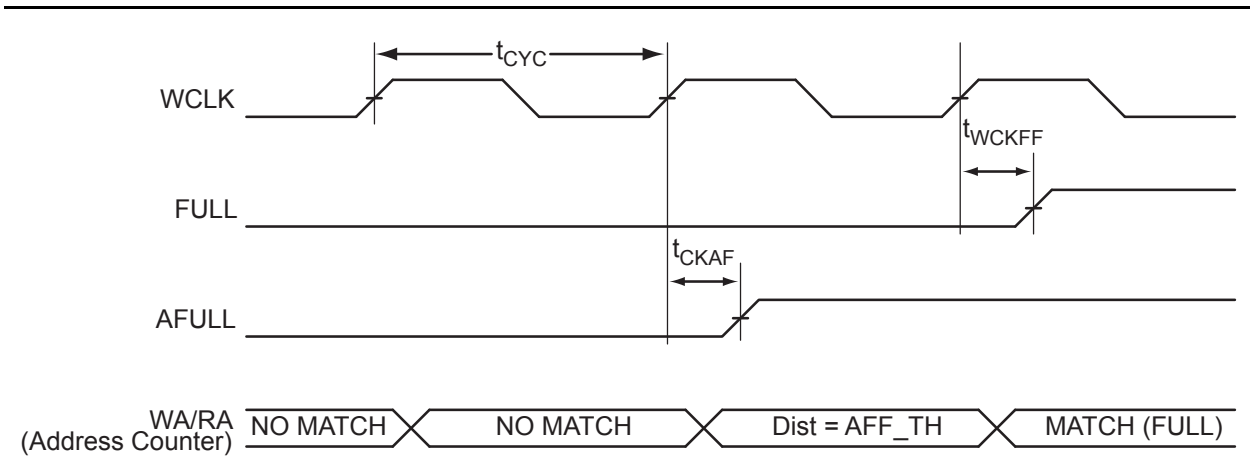 tCYC
WCLK
tWCKFF
FULL
tCKAF
AFULL
WA/RA
(Address Counter)
NO MATCH
NO MATCH
Dist = AFF_TH
MATCH (FULL)